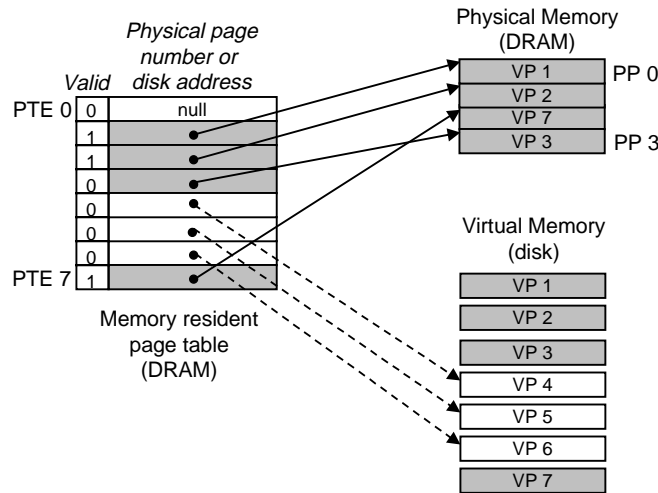 Physical page
number or
disk address
Valid
PTE 0
0
null
1
1
0
0
0
0
PTE 7
1
Memory resident
page table
(DRAM)
Physical Memory
(DRAM)
VP 1
PP 0
VP 2
VP 7
VP 3
PP 3
Virtual Memory
(disk)
VP 1
VP 2
VP 3
VP 4
VP 5
VP 6
VP 7